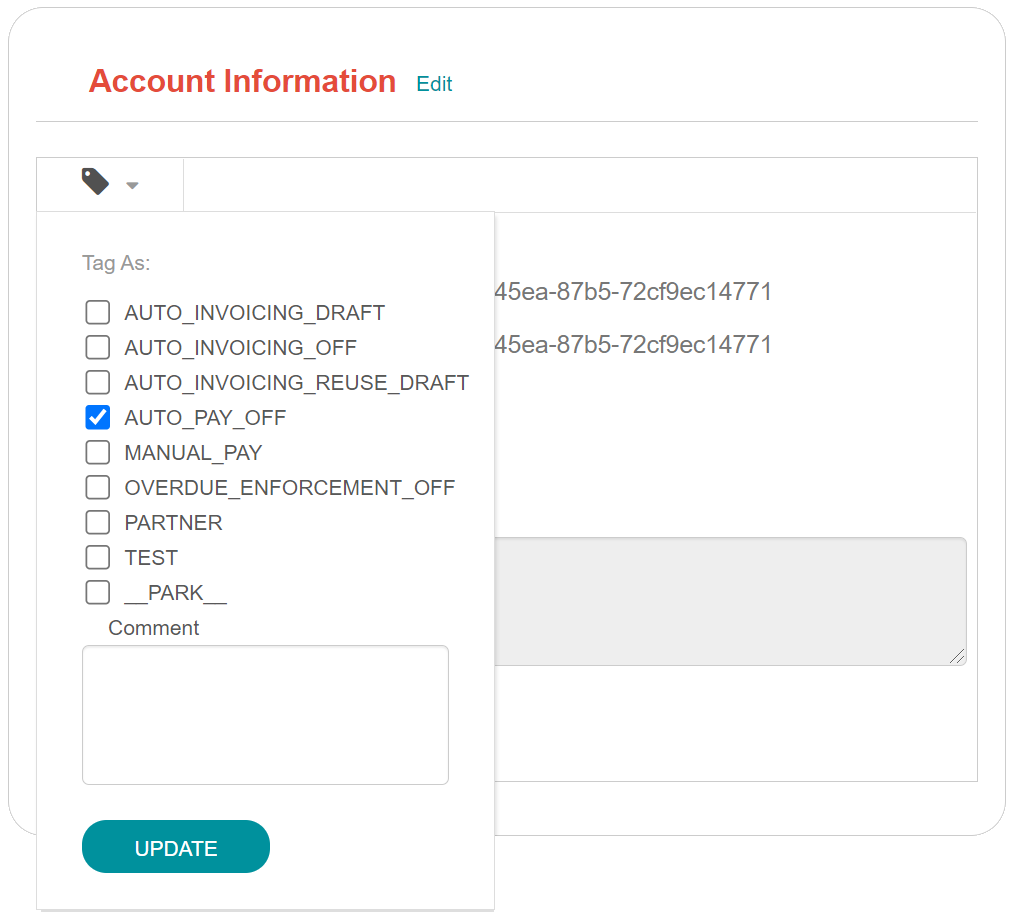 Account Information Edit
Tag As:
45ea-87b5-72cf9ec14771
AUTO_INVOICING_DRAFT
45ea-87b5-72cf9ec14771
AUTO_INVOICING_OFF
AUTO_INVOICING_REUSE_DRAFT
AUTO_PAY_OFF
MANUAL_PAY
OVERDUE_ENFORCEMENT_OFF
PARTNER
TEST
__PARK__
Comment
UPDATE